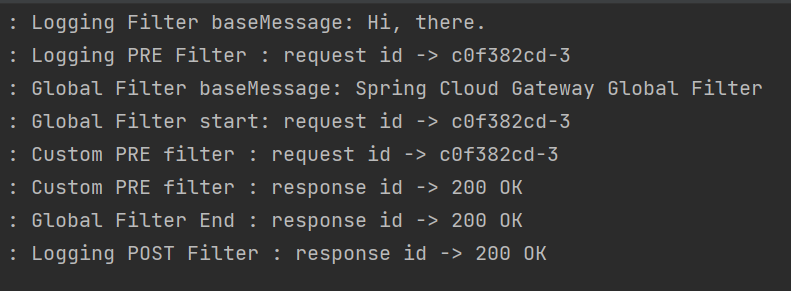 : Logging Filter baseMessage: Hi, there.
: Logging PRE Filter : request id -> c0f382cd-3
: Global Filter baseMessage: Spring Cloud Gateway Global Filter
: Global Filter start: request id -> c0f382cd-3
: Custom PRE filter : request id -> c0f382cd-3
: Custom PRE filter : response id -> 200 OK
: Global Filter End : response id -> 200 OK
: Logging POST Filter : response id -> 200 OK